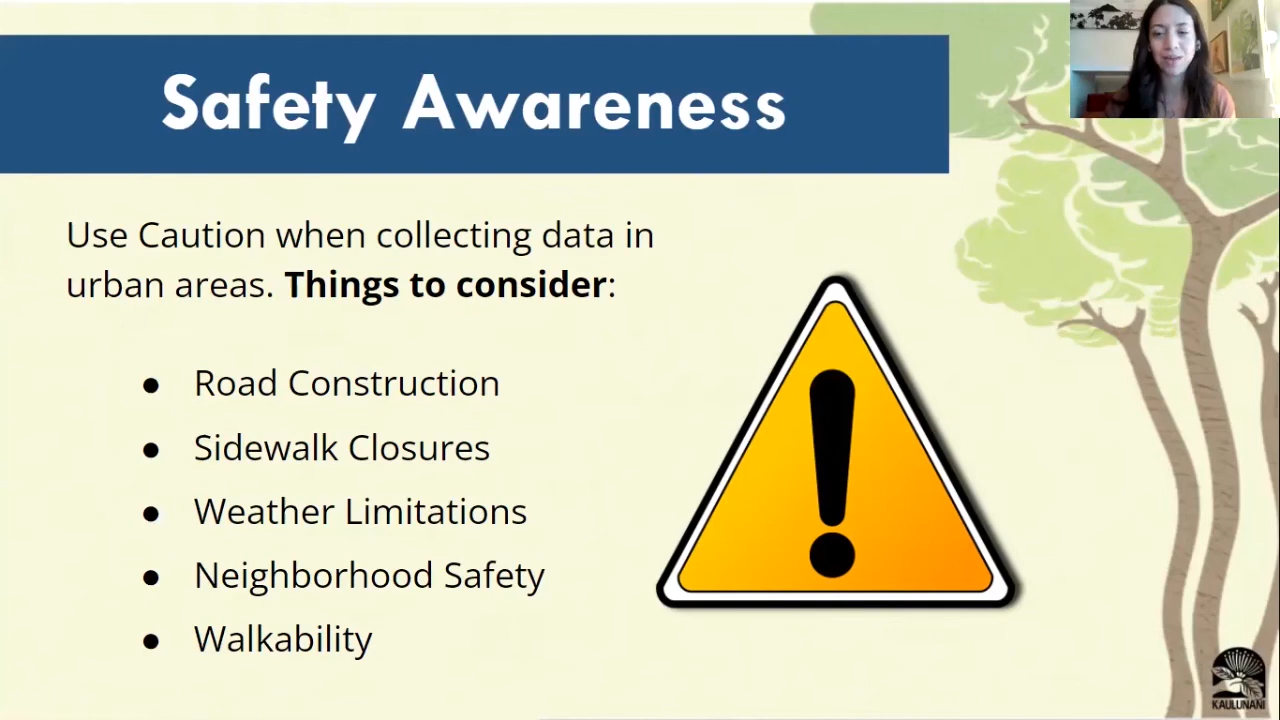 Safety Awareness
Use Caution when collecting data in
urban areas. Things to consider:
● Road Construction
● Sidewalk Closures
● Weather Limitations
● Neighborhood Safety
● Walkability
KAULUNANI